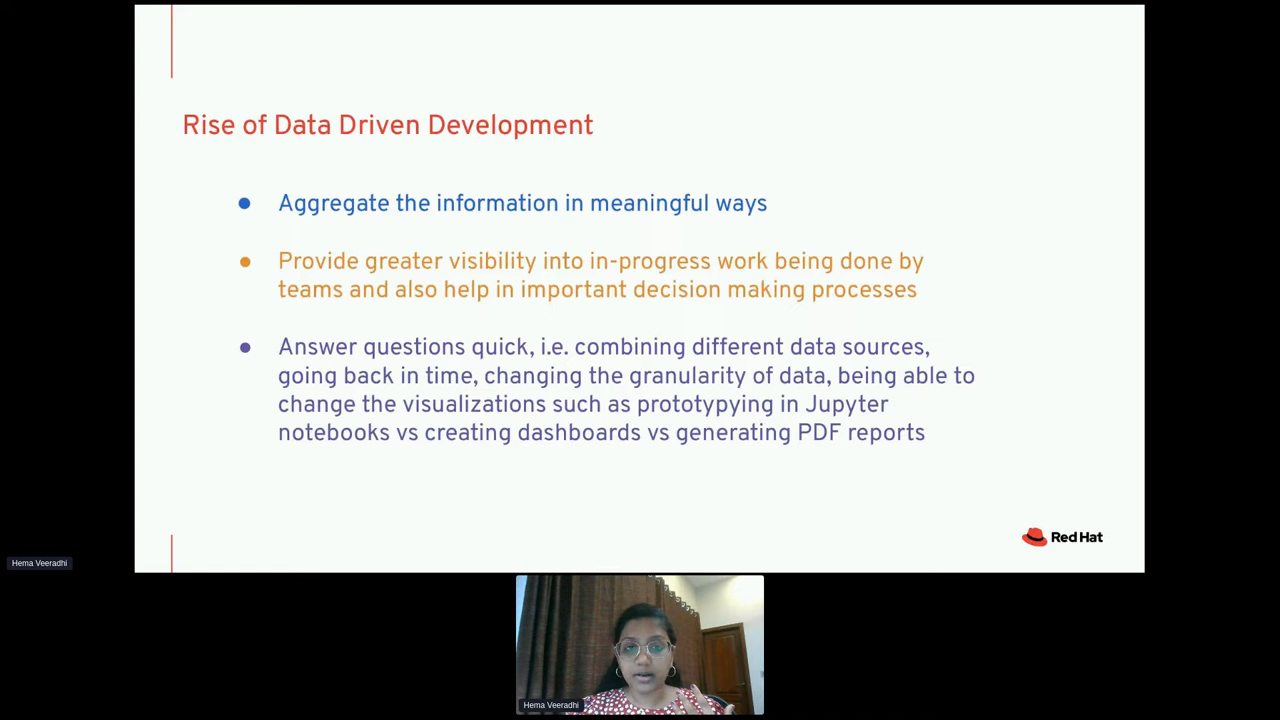 Rise of Data Driven Development
Aggregate the information in meaningful ways
Provide greater visibility into in-progress work being done by
teams and also help in important decision making processes
Answer questions quick, i.e. combining different data sources,
going back in time, changing the granularity of data, being able to
change the visualizations such as prototypying in Jupyter
notebooks vs creating dashboards vs generating PDF reports
Red Hat
Hema Veeradhi
Hema Veeradhi